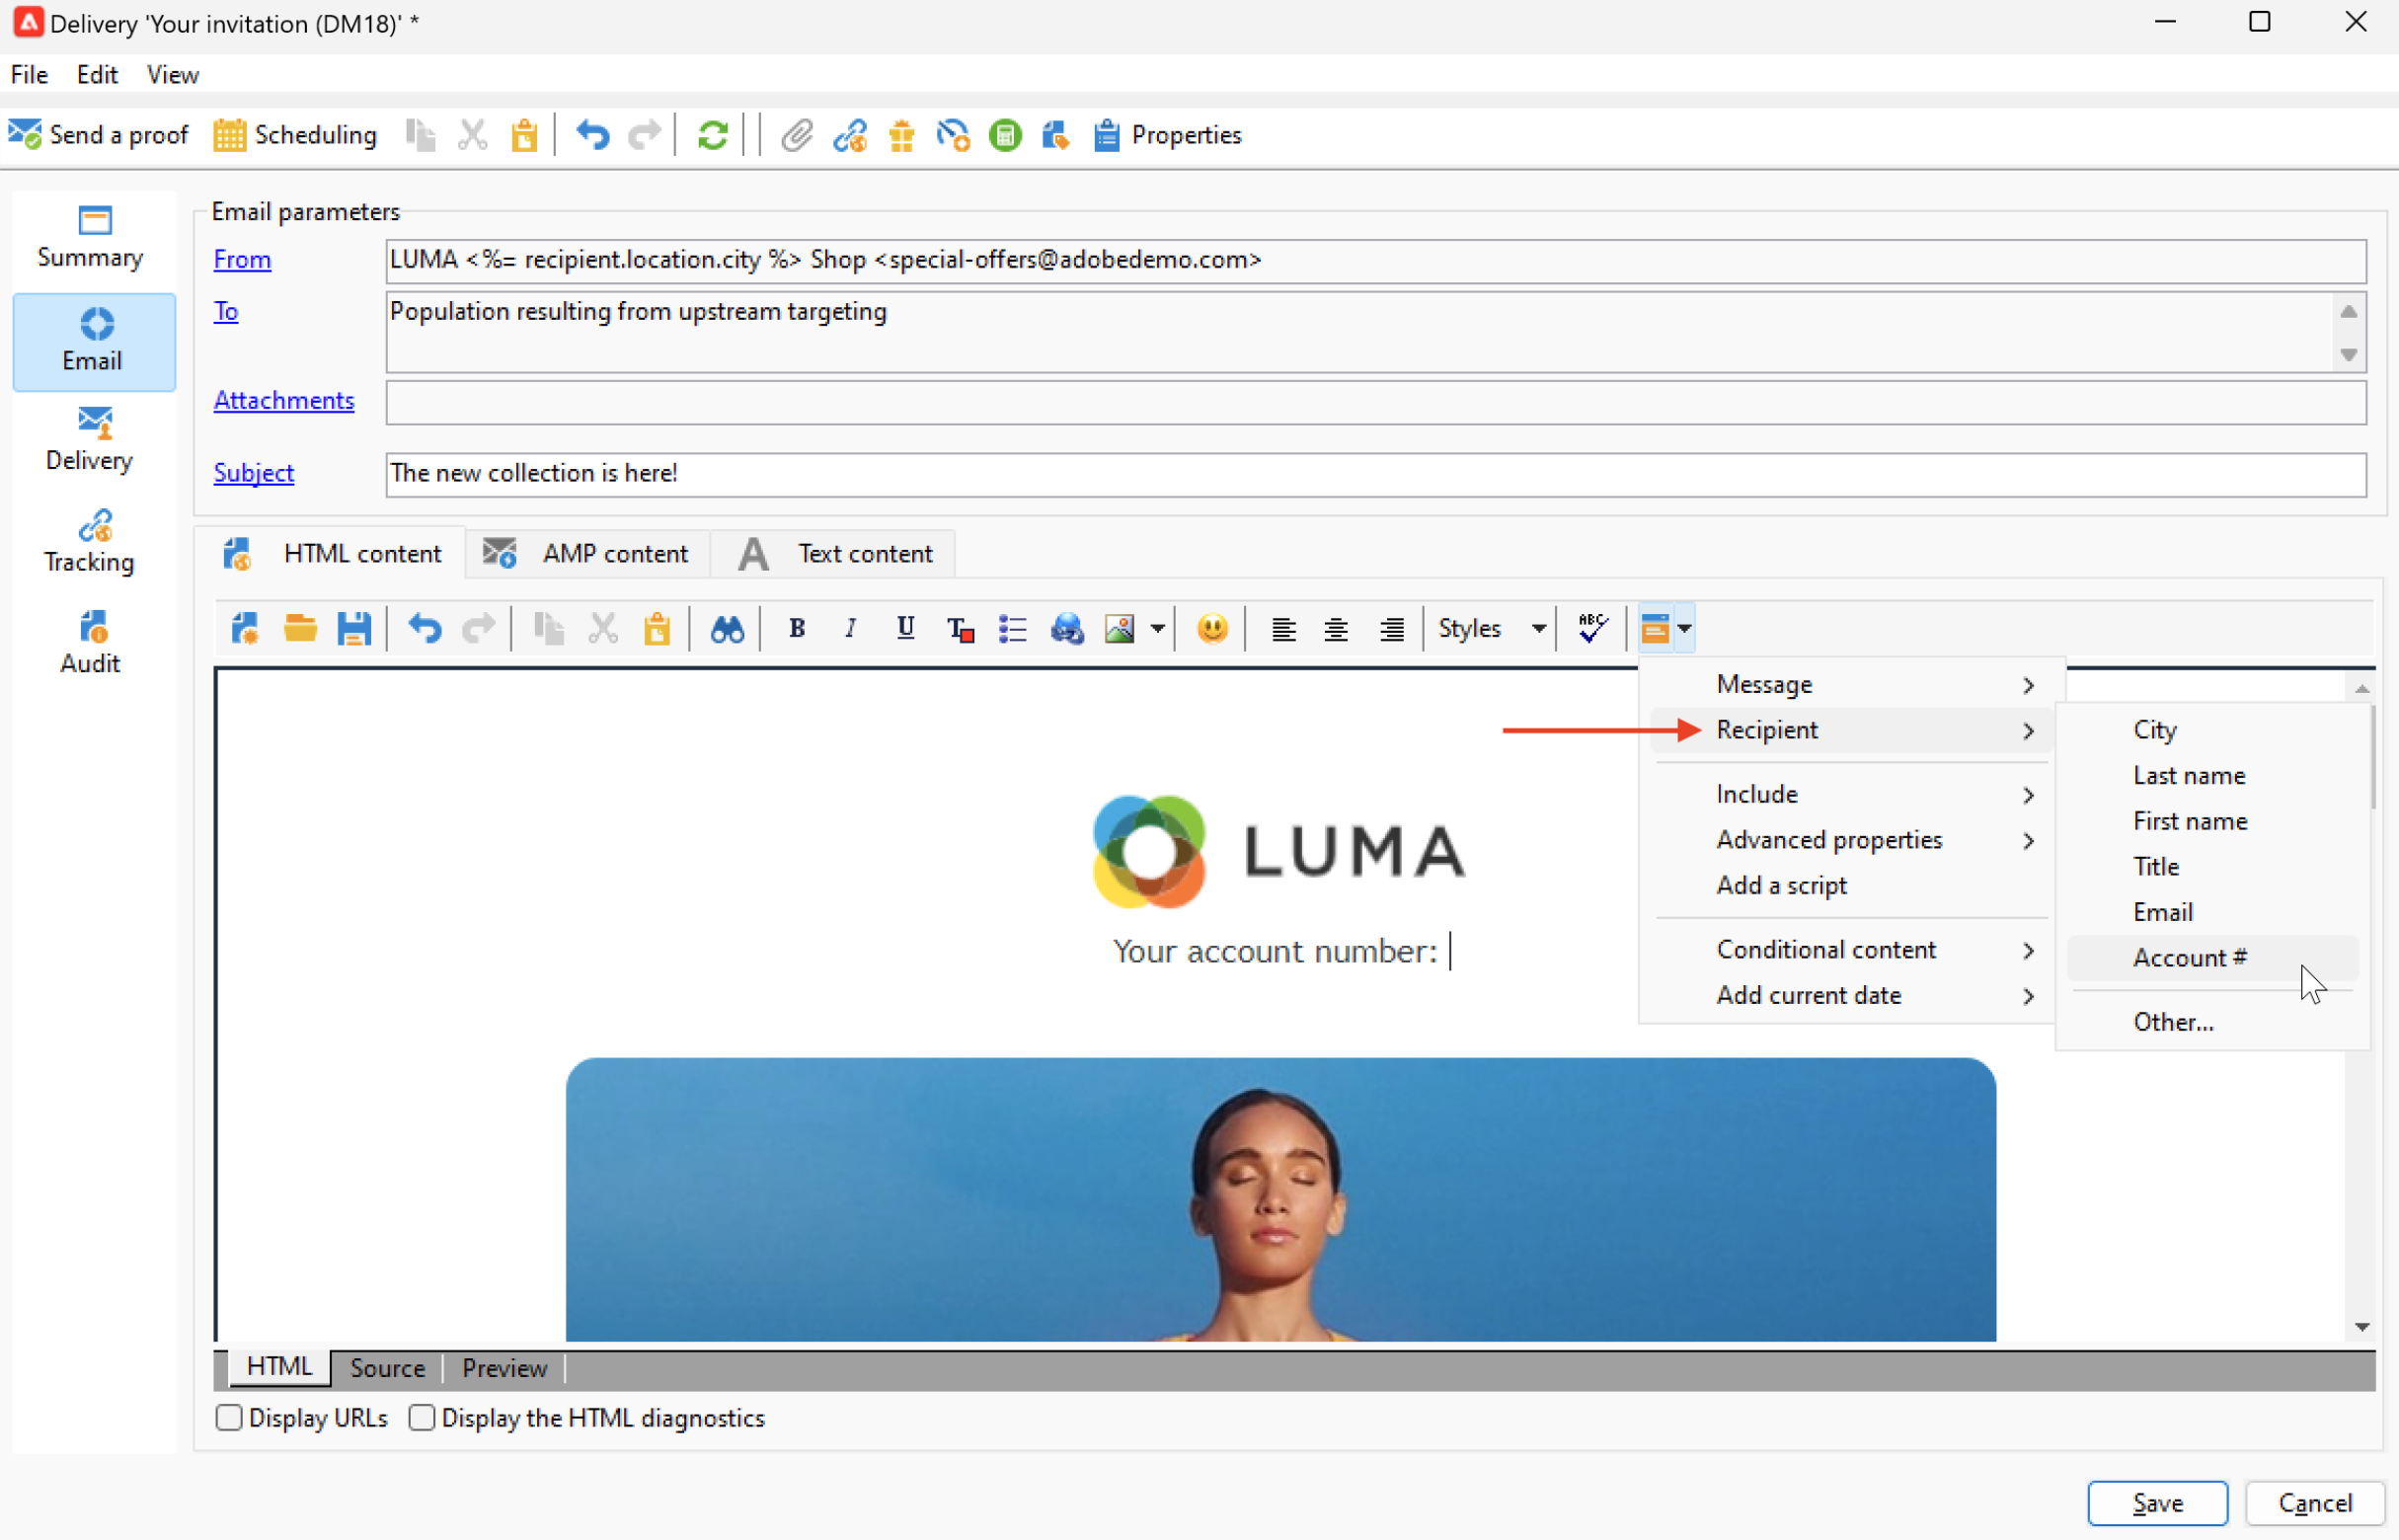 Delivery 'Your invitation (DM18)' *
File Edit View
Send a proof Scheduling Properties
Summary
Email
Delivery
Tracking
Audit
Email parameters
From LUMA <%= recipient.location.city %> Shop <special-offers@adobedemo.com>
To Population resulting from upstream targeting
Attachments
Subject The new collection is here!
HTML content AMP content Text content
B I U T Styles ABC
Message
Recipient
Include
Advanced properties
Add a script
Conditional content
Add current date
City
Last name
First name
Title
Email
Account #
Other...
LUMA
Your account number:
HTML Source Preview
Display URLs Display the HTML diagnostics
Save Cancel